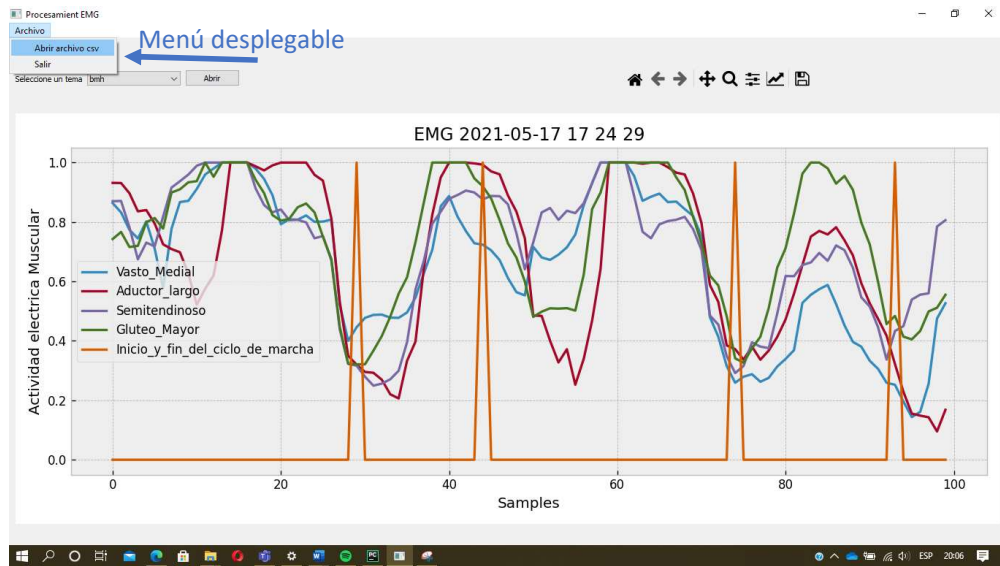 Procesamient EMG
Archivo
Abrir archivo csv
Salir
Menú desplegable
Seleccione un tema bmh Abrir
EMG 2021-05-17 17 24 29
Actividad electrica Muscular
1.0
0.8
0.6
0.4
0.2
0.0
Vasto_Medial
Aductor_largo
Semitendinoso
Gluteo_Mayor
Inicio_y_fin_del_ciclo_de_marcha
0 20 40 60 80 100
Samples
ESP 20:06